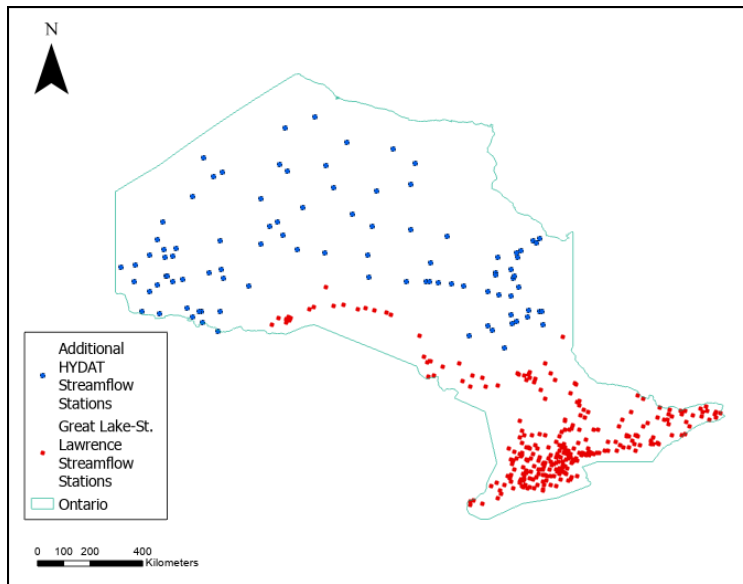 N
Additional
HYDAT
Streamflow
Stations
Great Lake-St.
Lawrence
Streamflow
Stations
Ontario
0 100 200 400
Kilometers